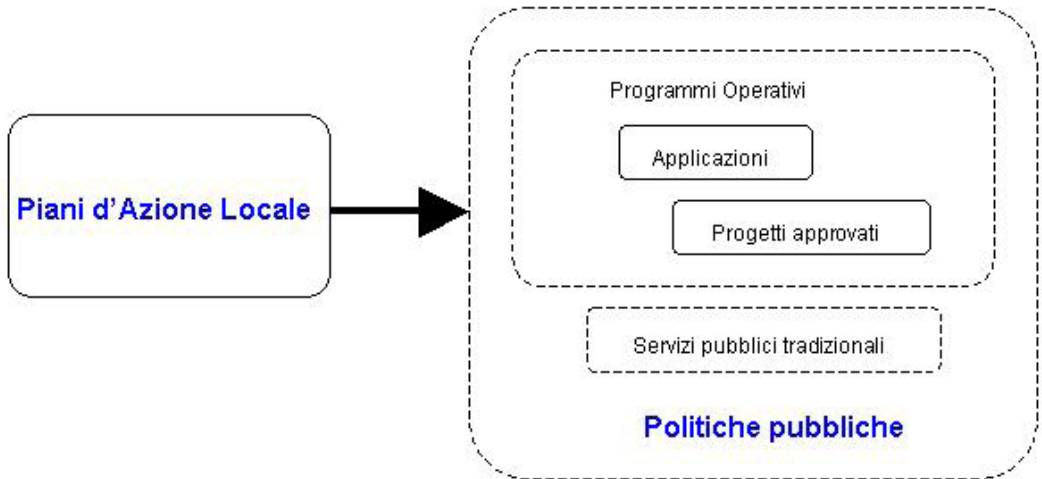 Piani d'Azione Locale
Programmi Operativi
Applicazioni
Progetti approvati
Servizi pubblici tradizionali
Politiche pubbliche